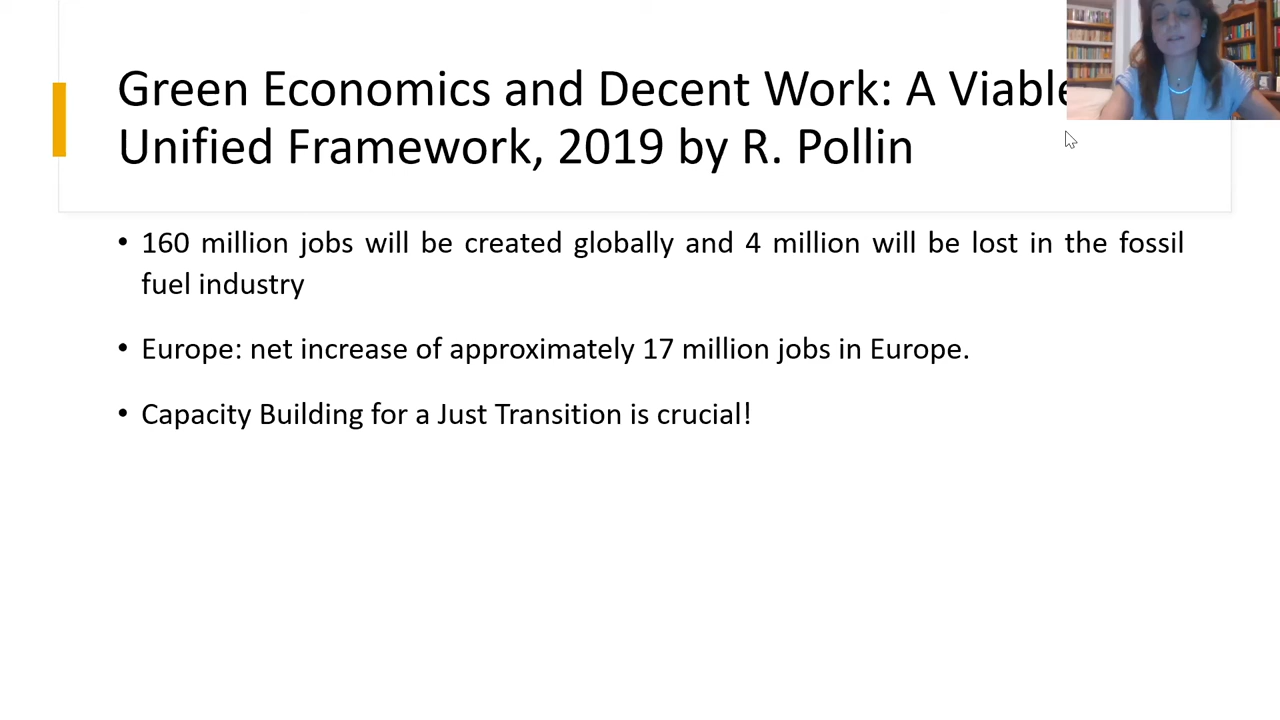 Green Economics and Decent Work: A Viable
Unified Framework, 2019 by R. Pollin
• 160 million jobs will be created globally and 4 million will be lost in the fossil
fuel industry
• Europe: net increase of approximately 17 million jobs in Europe.
• Capacity Building for a Just Transition is crucial!